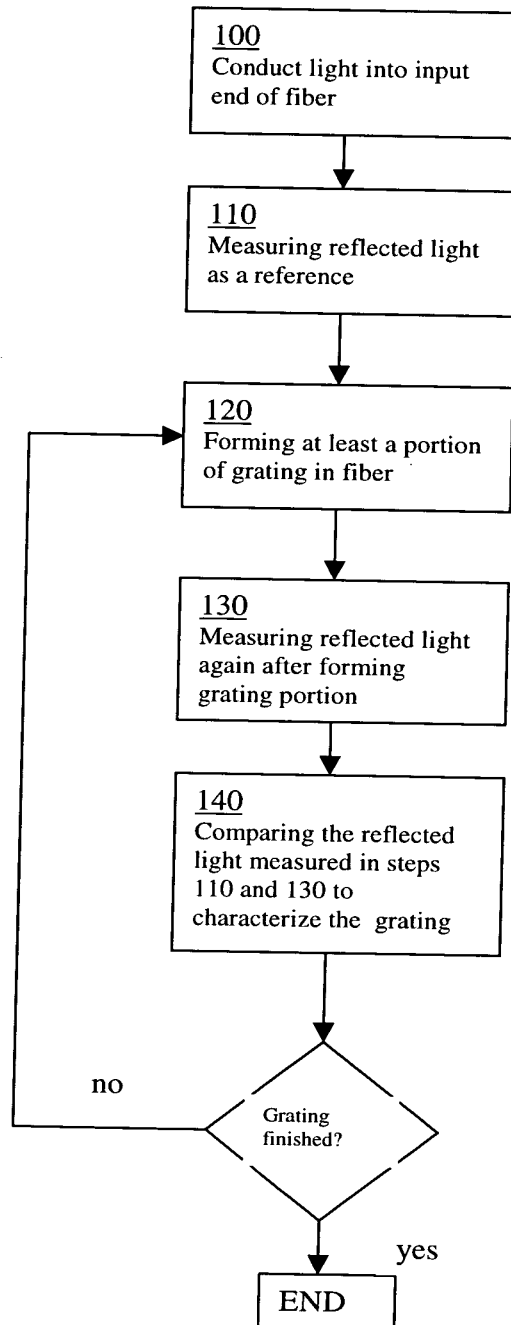 100
Conduct light into input
end of fiber
110
Measuring reflected light
as a reference
120
Forming at least a portion
of grating in fiber
130
Measuring reflected light
again after forming
grating portion
140
Comparing the reflected
light measured in steps
110 and 130 to
characterize the grating
no
Grating
finished?
yes
END